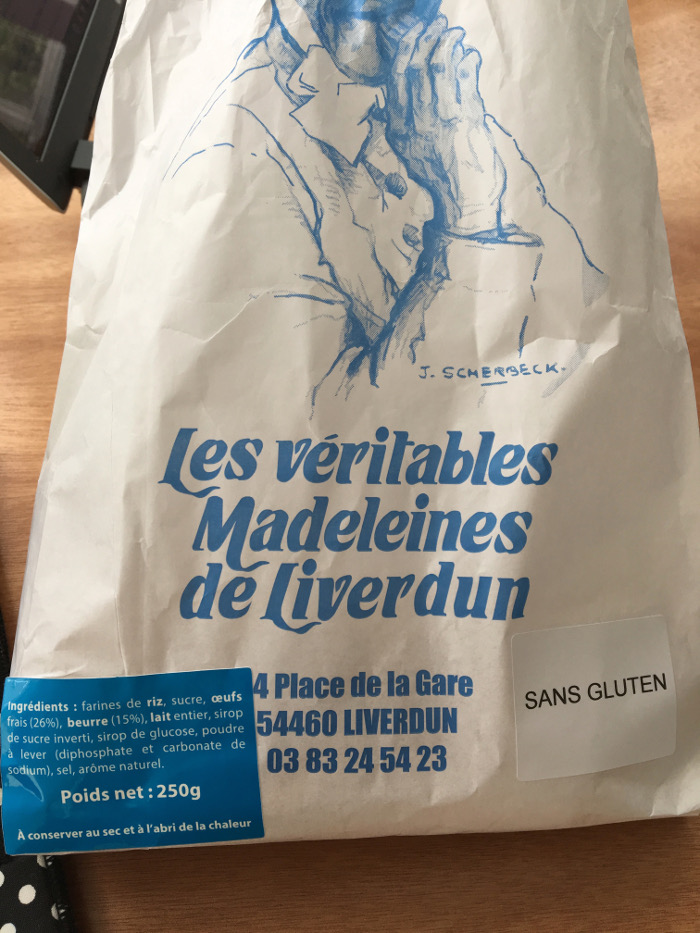 J. SCHERBECK.
Les véritables
Madeleines
de Liverdun
4 Place de la Gare
54460 LIVERDUN
03 83 24 54 23
SANS GLUTEN
Ingrédients : farines de riz, sucre, œufs
frais (26%), beurre (15%), lait entier, sirop
de sucre inverti, sirop de glucose, poudre
à lever (diphosphate et carbonate de
sodium), sel, arôme naturel.
Poids net : 250g
À conserver au sec et à l'abri de la chaleur